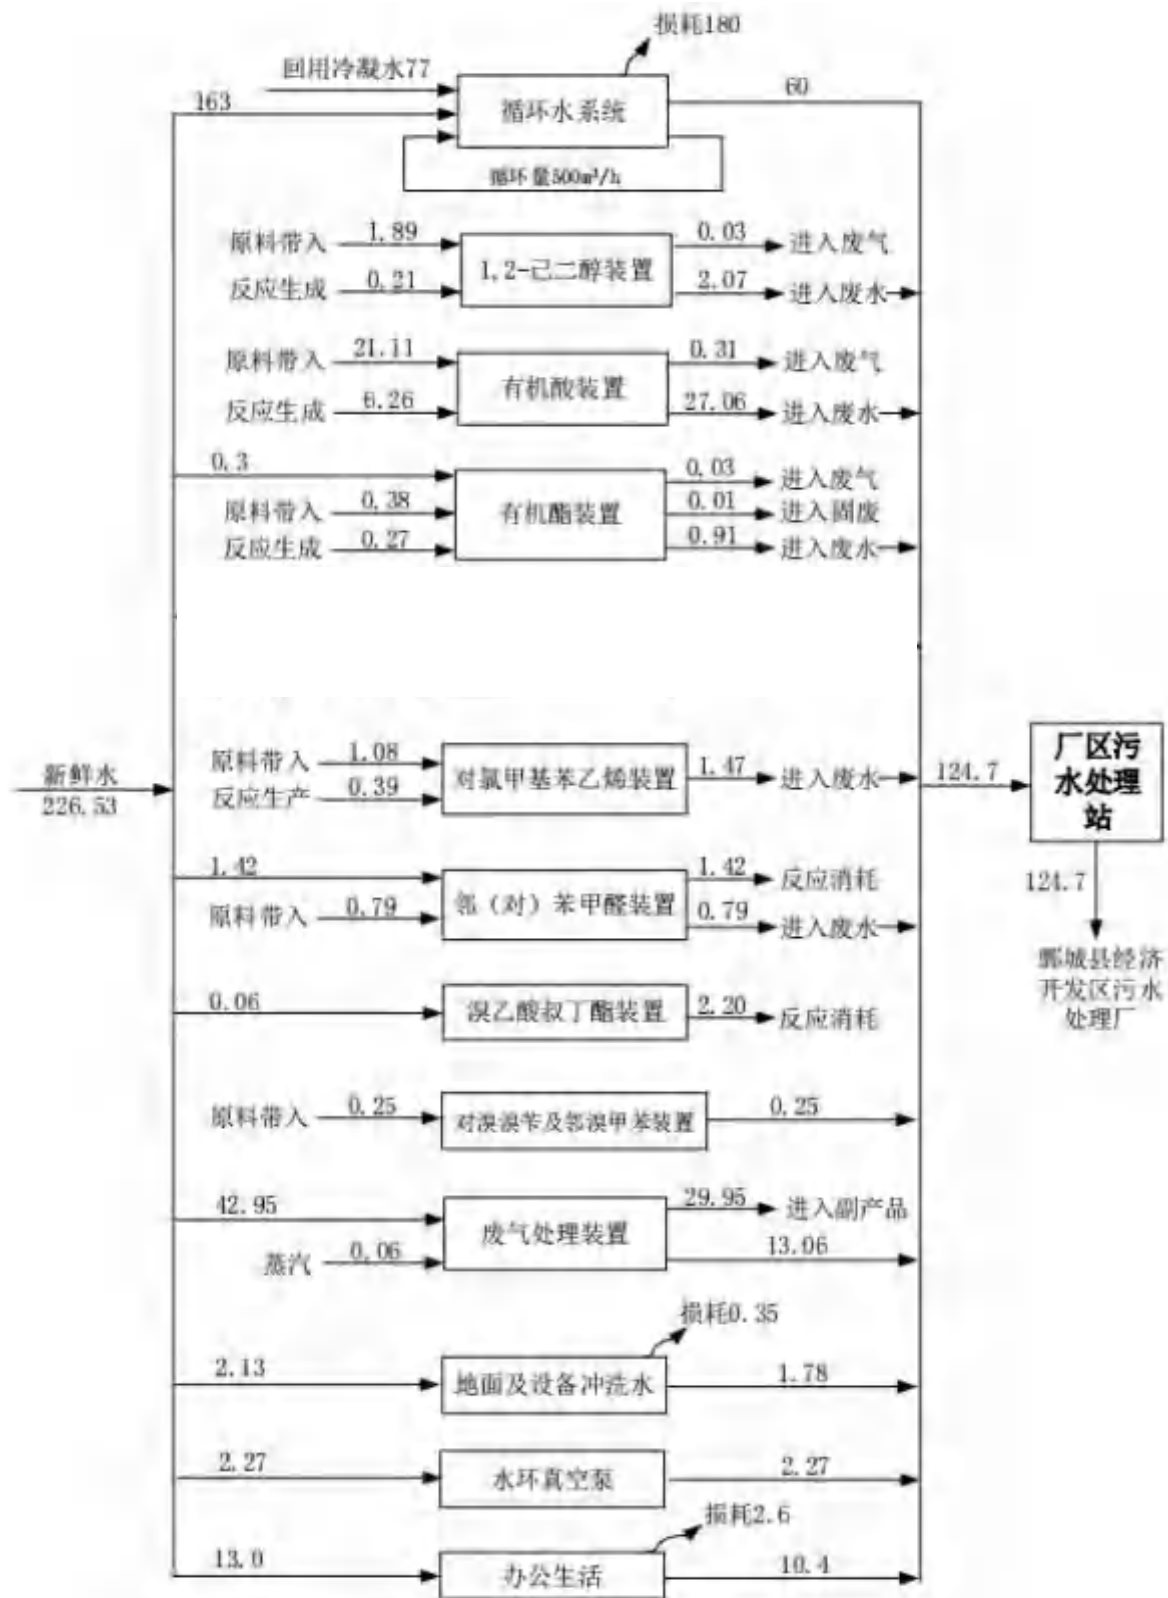 损耗180
回用冷凝水77
163
循环水系统
60
循环量500m³/h
原料带入 1.89
0.03 进入废气
1,2-己二醇装置
反应生成 0.21
2.07 进入废水
原料带入 21.11
0.31 进入废气
有机酸装置
反应生成 6.26
27.06 进入废水
0.3
0.03 进入废气
原料带入 0.38
有机酯装置
0.01 进入固废
反应生成 0.27
0.91 进入废水
新鲜水
226.53
原料带入 1.08
反应生产 0.39
对氯甲基苯乙烯装置
1.47 进入废水
124.7
厂区污
水处理
站
124.7
鄄城县经济
开发区污水
处理厂
1.42
1.42 反应消耗
原料带入 0.79
邻（对）苯甲醛装置
0.79 进入废水
0.06
溴乙酸叔丁酯装置
2.20 反应消耗
原料带入 0.25
对溴溴苄及邻溴甲苯装置
0.25
42.95
29.95 进入副产品
废气处理装置
蒸汽 0.06
13.06
损耗0.35
2.13
地面及设备冲洗水
1.78
2.27
水环真空泵
2.27
损耗2.6
13.0
办公生活
10.4